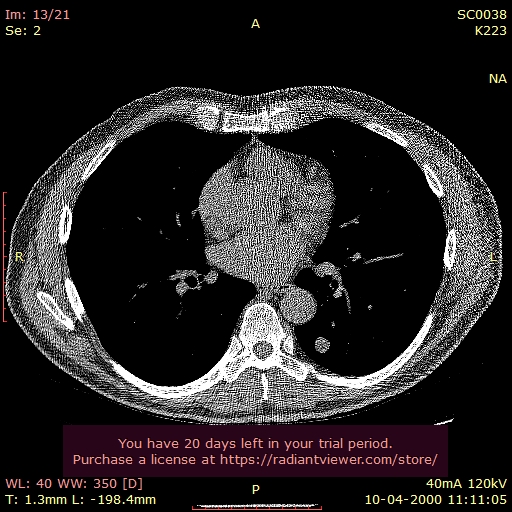 Im: 13/21
Se: 2
A
SC0038
K223
NA
R
L
You have 20 days left in your trial period.
Purchase a license at https://radiantviewer.com/store/
WL: 40 WW: 350 [D]
T: 1.3mm L: -198.4mm
P
40mA 120kV
10-04-2000 11:11:05